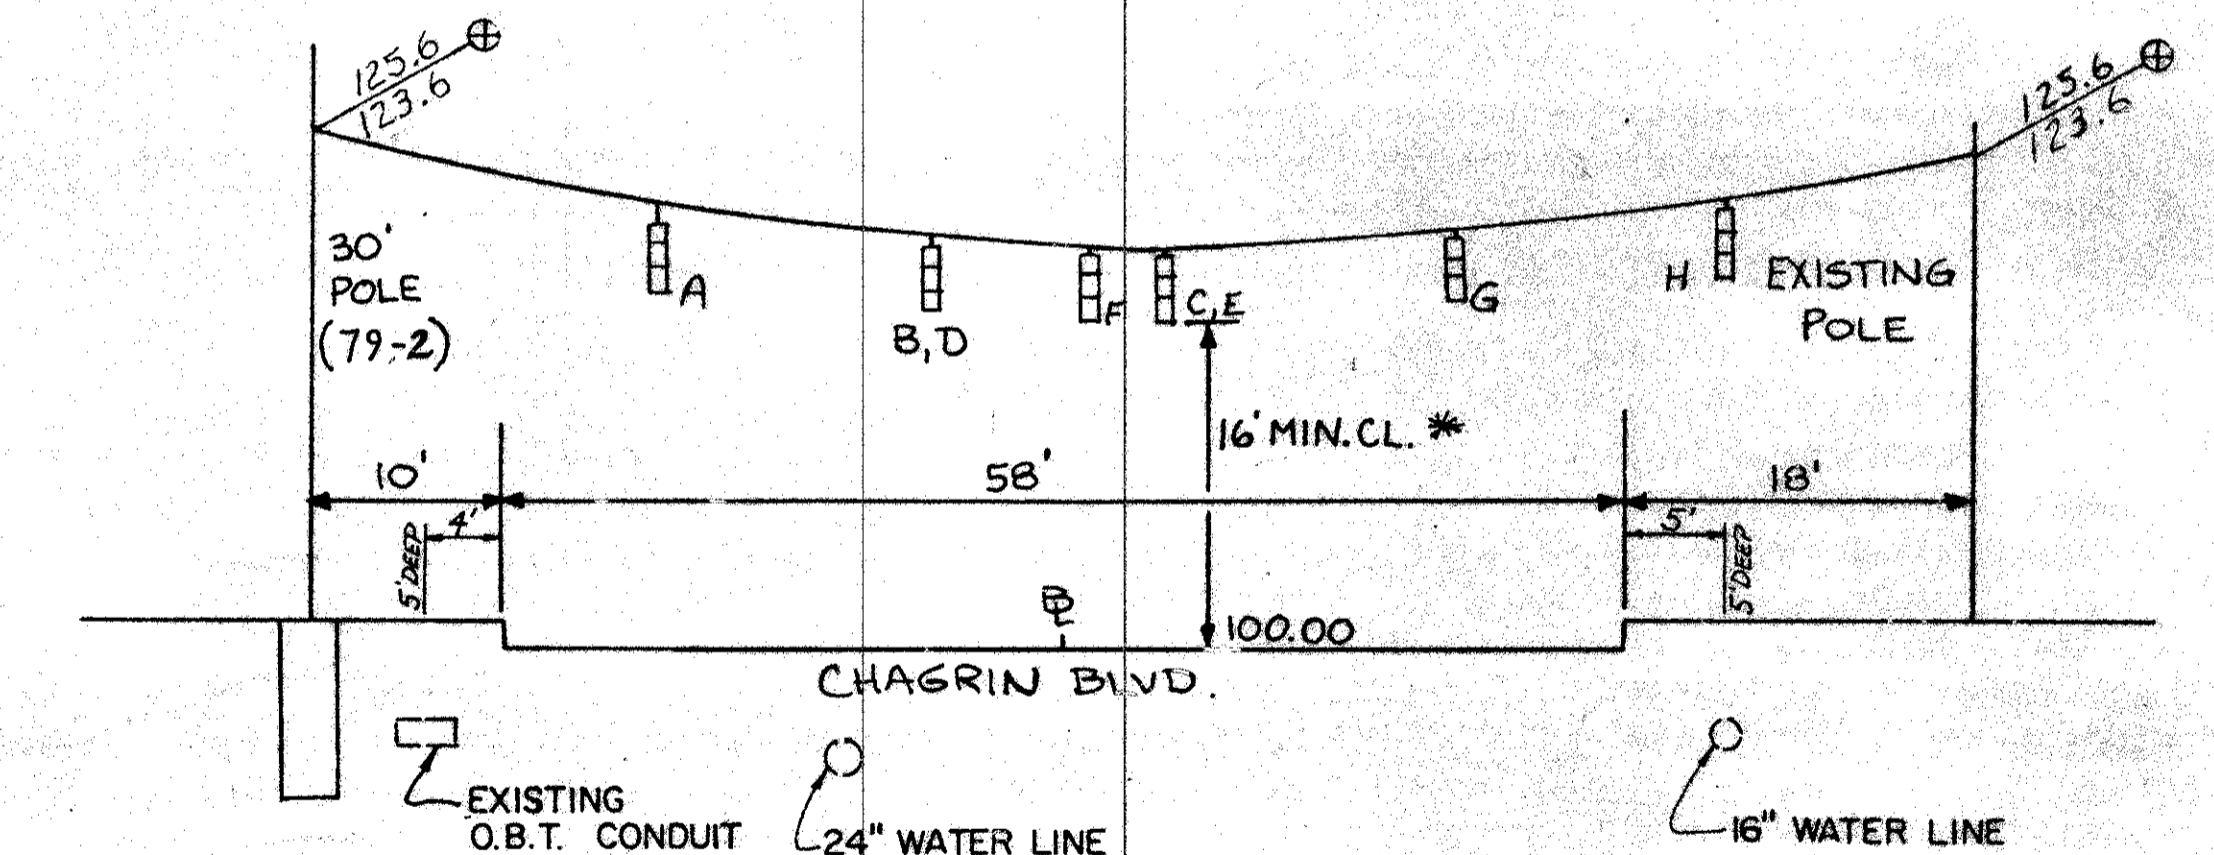 125.6
123.6
125.6
123.6
30'
POLE
(79-2)
A
B,D
F
C,E
G
H
EXISTING
POLE
16' MIN. CL. *
10'
58'
18'
4'
5'
5' DEEP
5' DEEP
100.00
CHAGRIN BLVD.
EXISTING
O.B.T. CONDUIT
24" WATER LINE
16" WATER LINE